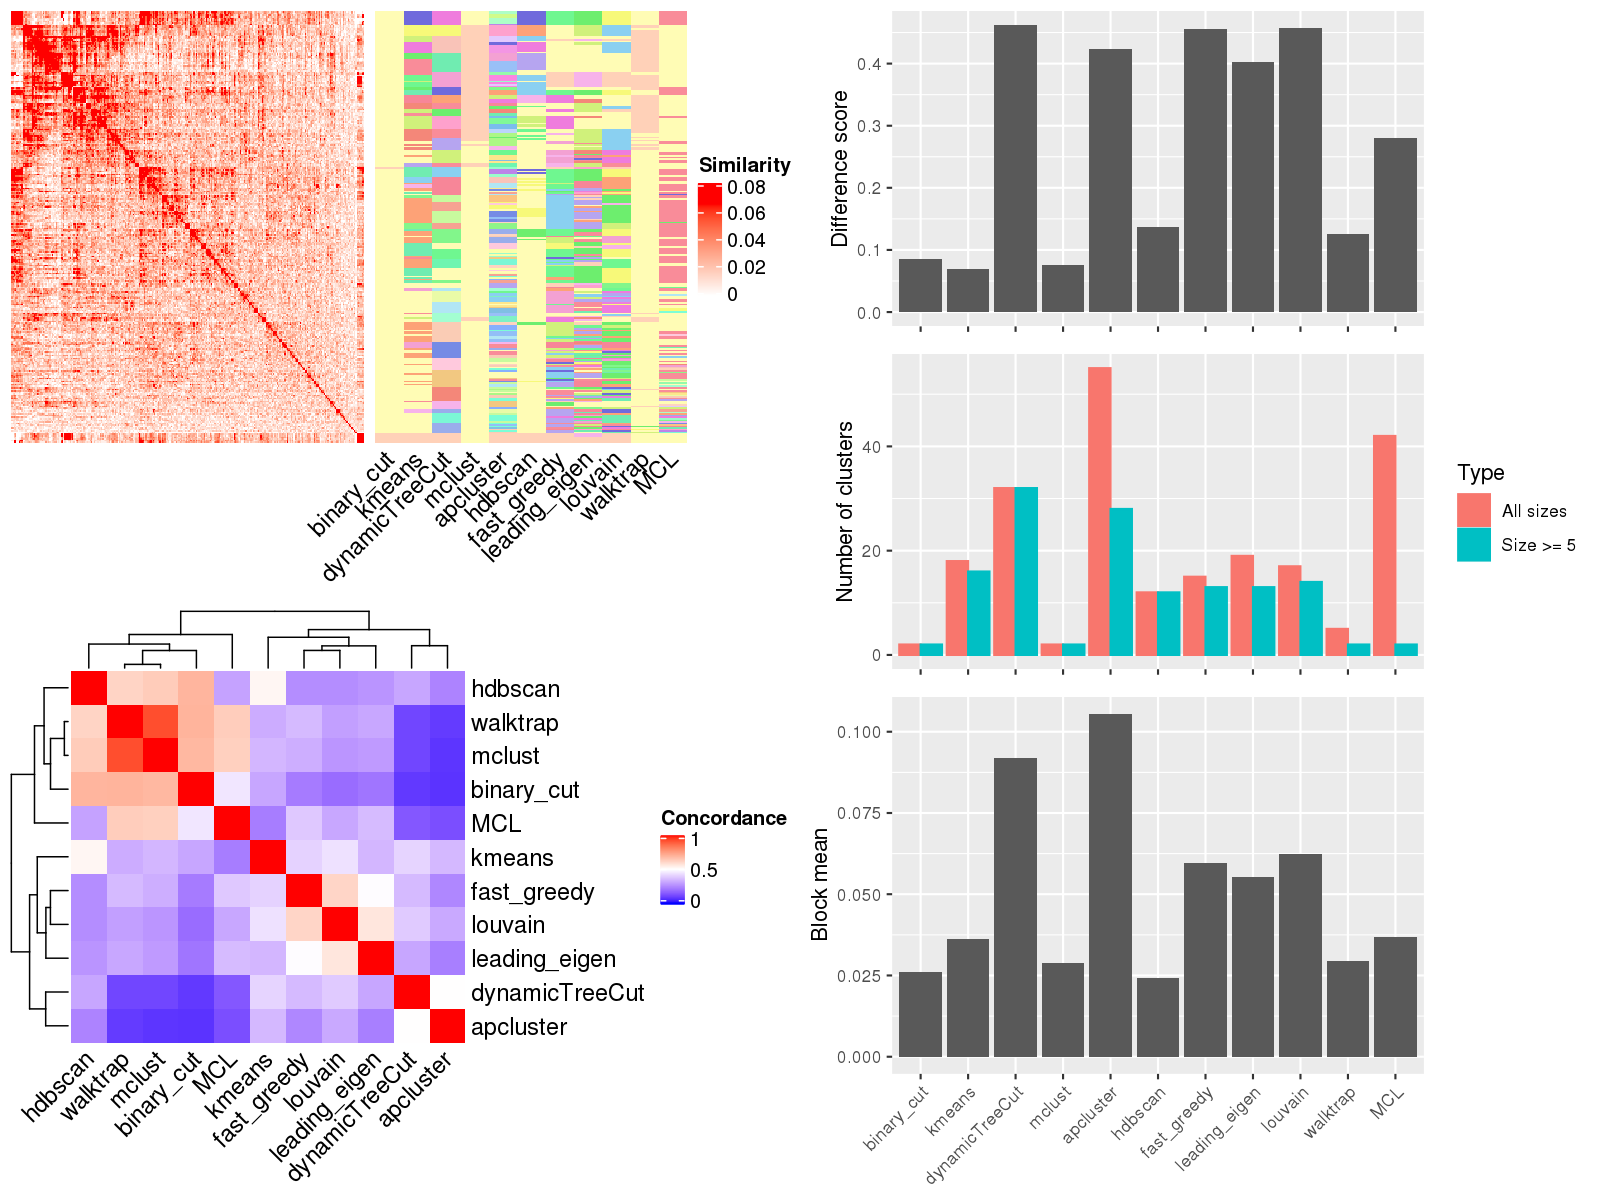 Similarity
0.08
0.06
0.04
0.02
0
binary_cut
kmeans
dynamicTreeCut
mclust
apcluster
hdbscan
fast_greedy
leading_eigen
louvain
walktrap
MCL
hdbscan
walktrap
mclust
binary_cut
MCL
kmeans
fast_greedy
louvain
leading_eigen
dynamicTreeCut
apcluster
hdbscan
walktrap
mclust
binary_cut
MCL
kmeans
fast_greedy
louvain
leading_eigen
dynamicTreeCut
apcluster
Concordance
1
0.5
0
Difference score
0.4
0.3
0.2
0.1
0.0
Number of clusters
40
20
0
Type
All sizes
Size >= 5
Block mean
0.100
0.075
0.050
0.025
0.000
binary_cut
kmeans
dynamicTreeCut
mclust
apcluster
hdbscan
fast_greedy
leading_eigen
louvain
walktrap
MCL